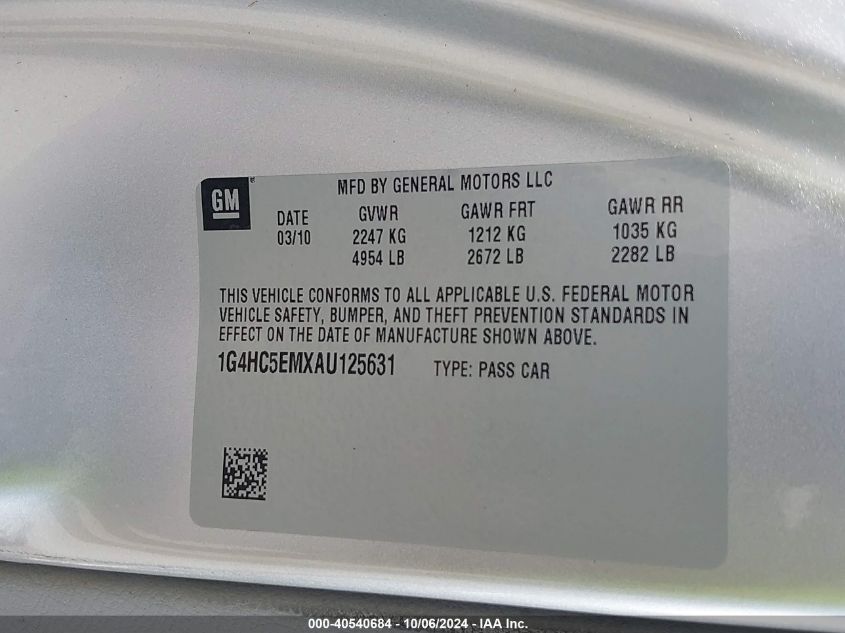 GM
MFD BY GENERAL MOTORS LLC
DATE GVWR GAWR FRT GAWR RR
03/10 2247 KG 1212 KG 1035 KG
4954 LB 2672 LB 2282 LB
THIS VEHICLE CONFORMS TO ALL APPLICABLE U.S. FEDERAL MOTOR
VEHICLE SAFETY, BUMPER, AND THEFT PREVENTION STANDARDS IN
EFFECT ON THE DATE OF MANUFACTURE SHOWN ABOVE.
1G4HC5EMXAU125631 TYPE: PASS CAR
000-40540684 - 10/06/2024 - IAA Inc.